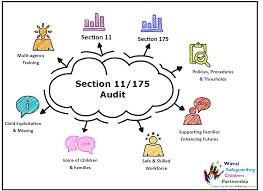 Section 11
Section 175
Multi-agency
Training
Policies, Procedures
& Thresholds
Section 11/175
Audit
Child Exploitation
& Missing
Supporting Families
Enhancing Futures
Voice of Children
& Families
Safe & Skilled
Workforce
Wirral
Safeguarding
Children
Partnership